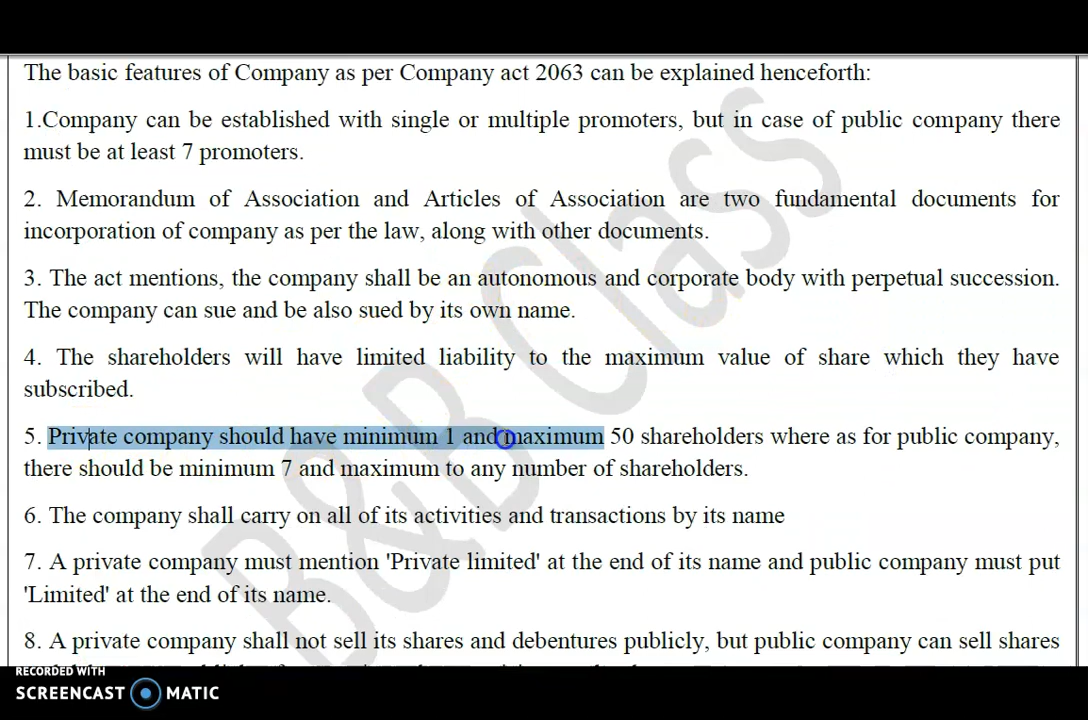 The basic features of Company as per Company act 2063 can be explained henceforth:
1.Company can be established with single or multiple promoters, but in case of public company there
must be at least 7 promoters.
2. Memorandum of Association and Articles of Association are two fundamental documents for
incorporation of company as per the law, along with other documents.
3. The act mentions, the company shall be an autonomous and corporate body with perpetual succession.
The company can sue and be also sued by its own name.
4. The shareholders will have limited liability to the maximum value of share which they have
subscribed.
5. Private company should have minimum 1 and maximum 50 shareholders where as for public company,
there should be minimum 7 and maximum to any number of shareholders.
6. The company shall carry on all of its activities and transactions by its name
7. A private company must mention 'Private limited' at the end of its name and public company must put
'Limited' at the end of its name.
8. A private company shall not sell its shares and debentures publicly, but public company can sell shares
B&B Class
RECORDED WITH
SCREENCAST MATIC